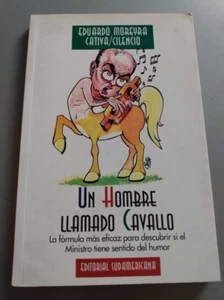 EDUARDO MOREYRA
CATIVA/CILENCIO
UN HOMBRE
LLAMADO CAVALLO
La fórmula más eficaz para descubrir si el
Ministro tiene sentido del humor
EDITORIAL SUDAMERICANA